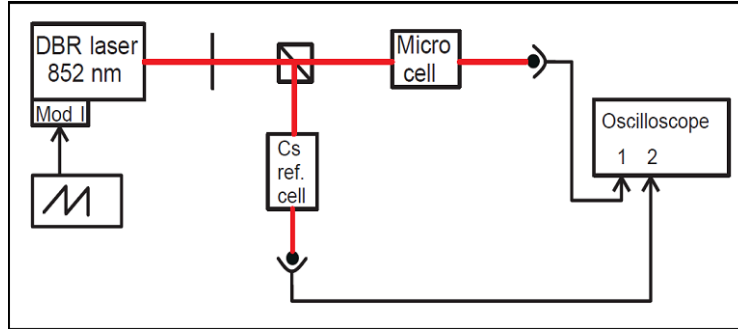 DBR laser
852 nm
Mod I
Micro
cell
Cs
ref.
cell
Oscilloscope
1 2